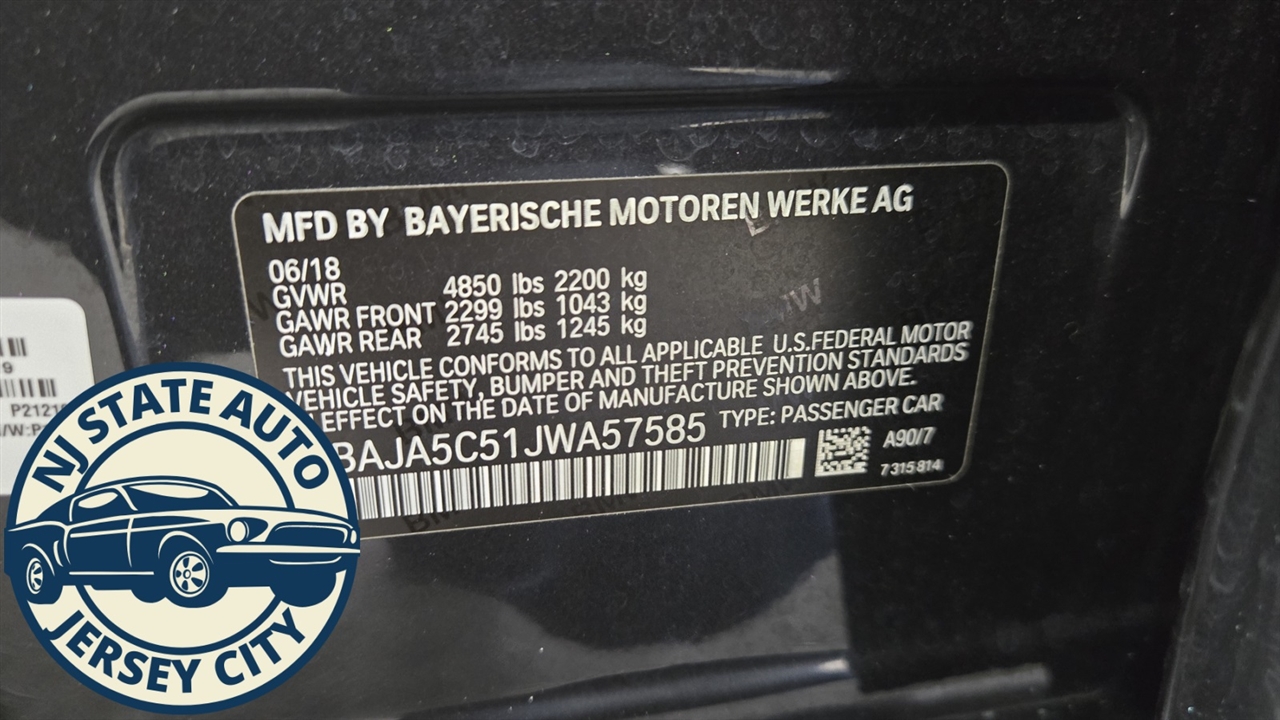 MFD BY BAYERISCHE MOTOREN WERKE AG
06/18
GVWR 4850 lbs 2200 kg
GAWR FRONT 2299 lbs 1043 kg
GAWR REAR 2745 lbs 1245 kg
THIS VEHICLE CONFORMS TO ALL APPLICABLE U.S.FEDERAL MOTOR
VEHICLE SAFETY, BUMPER AND THEFT PREVENTION STANDARDS
EFFECT ON THE DATE OF MANUFACTURE SHOWN ABOVE.
BAJA5C51JWA57585 TYPE: PASSENGER CAR
A90/7
7 315 814
P2121
NJ STATE AUTO
JERSEY CITY